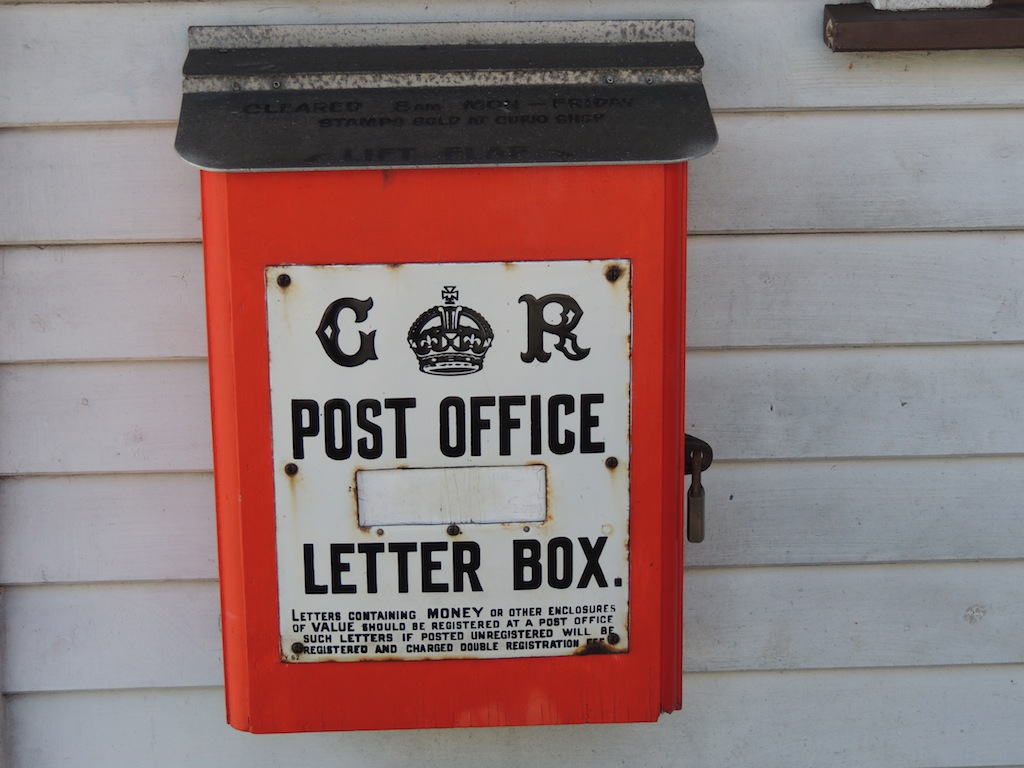 CLEARED 8AM MON – FRIDAY
STAMPS SOLD AT CURIO SHOP
LIFT FLAP
G R
POST OFFICE
LETTER BOX.
LETTERS CONTAINING MONEY OR OTHER ENCLOSURES
OF VALUE SHOULD BE REGISTERED AT A POST OFFICE
SUCH LETTERS IF POSTED UNREGISTERED WILL BE
REGISTERED AND CHARGED DOUBLE REGISTRATION FEE